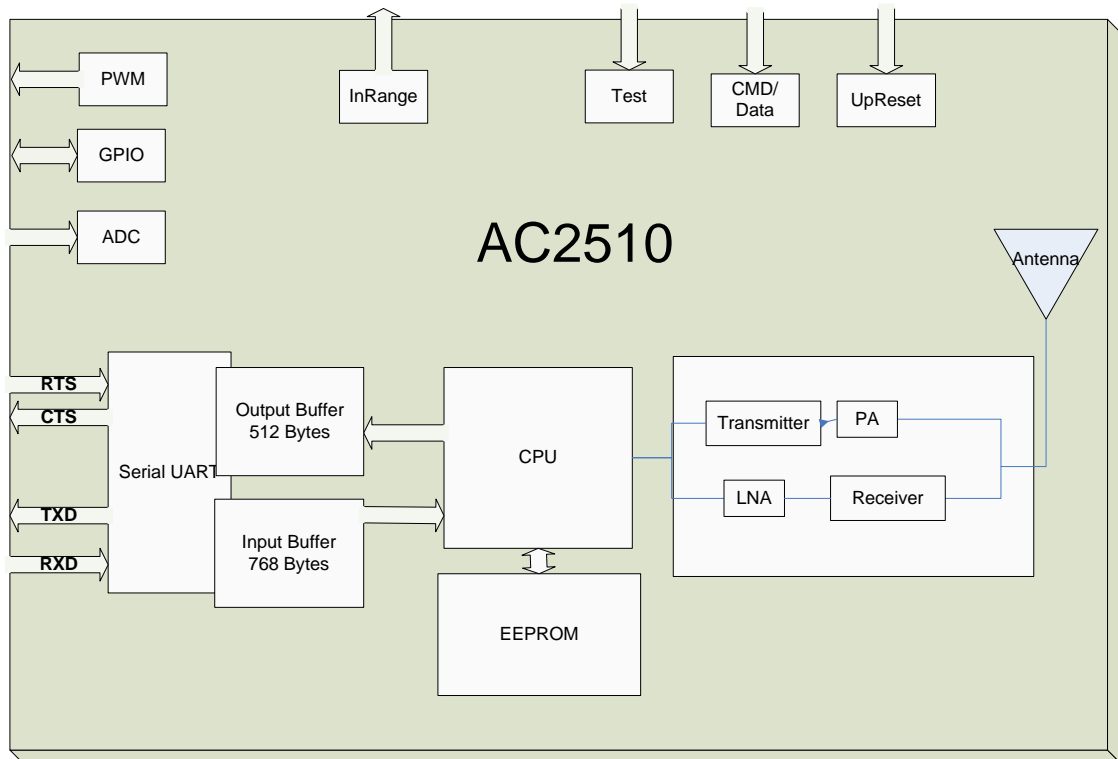 PWM
InRange
Test
CMD/
Data
UpReset
GPIO
ADC
AC2510
Antenna
RTS
CTS
TXD
RXD
Serial UART
Output Buffer
512 Bytes
Input Buffer
768 Bytes
CPU
EEPROM
Transmitter
PA
LNA
Receiver